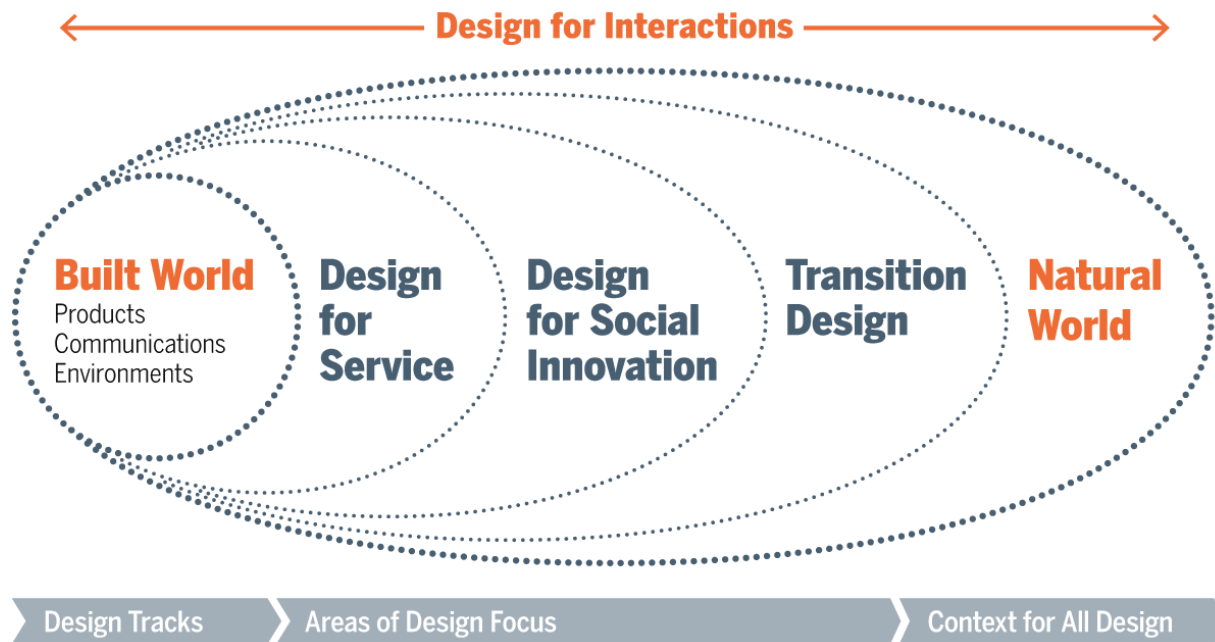 Design for Interactions
Built World
Products
Communications
Environments
Design
for
Service
Design
for Social
Innovation
Transition
Design
Natural
World
Design Tracks
Areas of Design Focus
Context for All Design